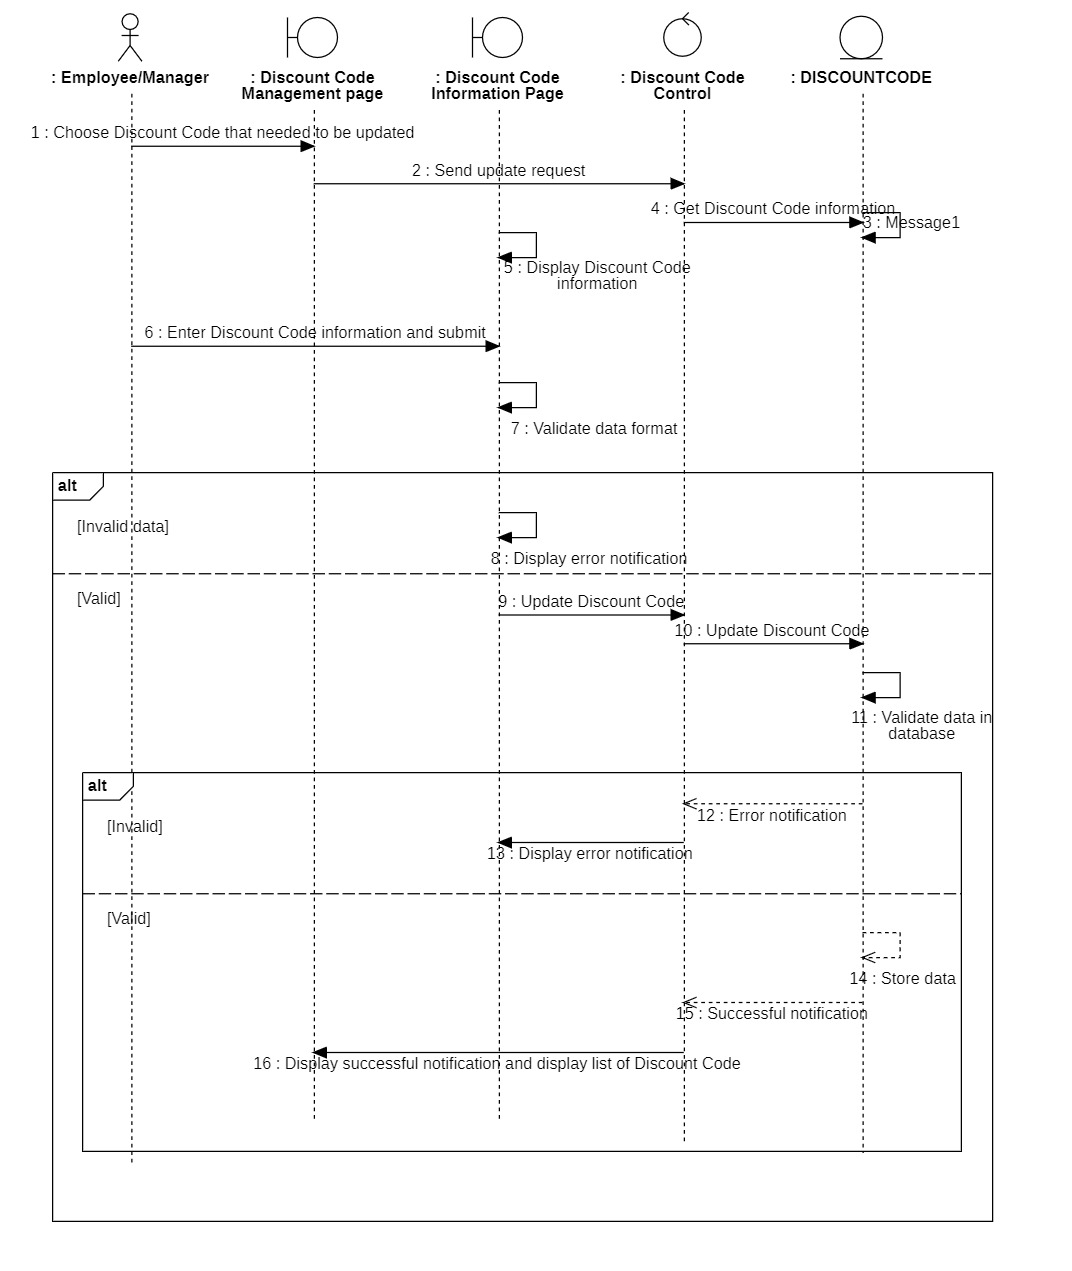 : Employee/Manager
: Discount Code
Management page
: Discount Code
Information Page
: Discount Code
Control
: DISCOUNTCODE
1 : Choose Discount Code that needed to be updated
2 : Send update request
4 : Get Discount Code information
3 : Message1
5 : Display Discount Code
information
6 : Enter Discount Code information and submit
7 : Validate data format
alt
[Invalid data]
8 : Display error notification
[Valid]
9 : Update Discount Code
10 : Update Discount Code
11 : Validate data in
database
alt
12 : Error notification
[Invalid]
13 : Display error notification
[Valid]
14 : Store data
15 : Successful notification
16 : Display successful notification and display list of Discount Code